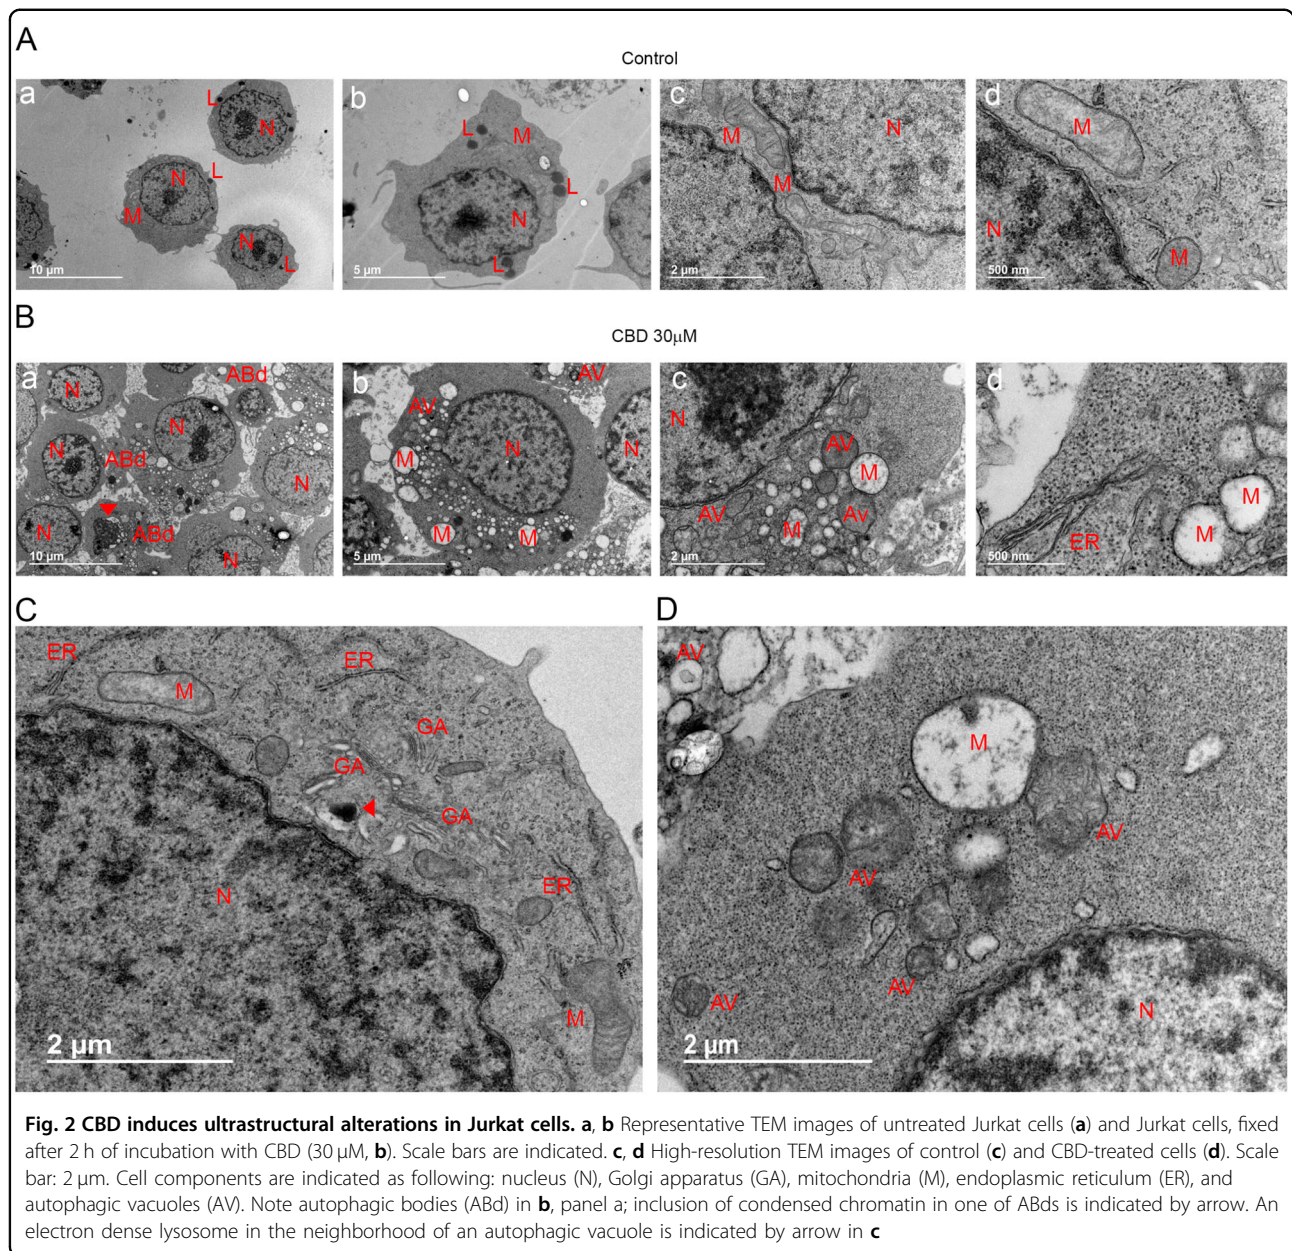 A
Control
a
L
N
N
L
M
N
L
10 µm
b
L
M
L
N
L
5 µm
c
M
N
M
2 µm
d
M
N
M
500 nm
B
CBD 30µM
a
N
ABd
N
N
ABd
N
N
ABd
N
10 µm
b
AV
AV
N
N
M
M
M
5 µm
c
N
AV
M
AV
Av
M
2 µm
d
M
M
ER
500 nm
C
ER
ER
M
GA
GA
GA
N
ER
M
2 µm
D
AV
M
AV
AV
AV
AV
N
2 µm
Fig. 2 CBD induces ultrastructural alterations in Jurkat cells. a, b Representative TEM images of untreated Jurkat cells (a) and Jurkat cells, fixed
after 2 h of incubation with CBD (30 µM, b). Scale bars are indicated. c, d High-resolution TEM images of control (c) and CBD-treated cells (d). Scale
bar: 2 µm. Cell components are indicated as following: nucleus (N), Golgi apparatus (GA), mitochondria (M), endoplasmic reticulum (ER), and
autophagic vacuoles (AV). Note autophagic bodies (ABd) in b, panel a; inclusion of condensed chromatin in one of ABds is indicated by arrow. An
electron dense lysosome in the neighborhood of an autophagic vacuole is indicated by arrow in c